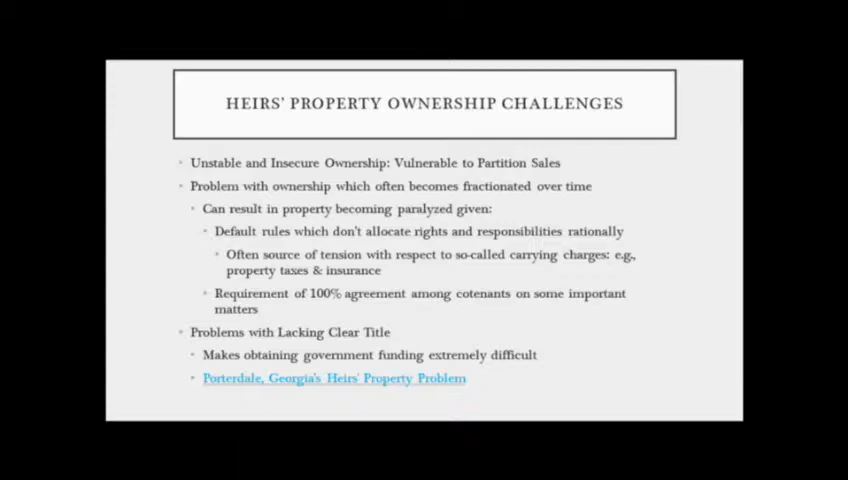 HEIRS' PROPERTY OWNERSHIP CHALLENGES
Unstable and Insecure Ownership: Vulnerable to Partition Sales
Problem with ownership which often becomes fractionated over time
Can result in property becoming paralyzed given:
Default rules which don't allocate rights and responsibilities rationally
Often source of tension with respect to so-called carrying charges: e.g.,
property taxes & insurance
Requirement of 100% agreement among cotenants on some important
matters
Problems with Lacking Clear Title
Makes obtaining government funding extremely difficult
Porterdale, Georgia's Heirs' Property Problem